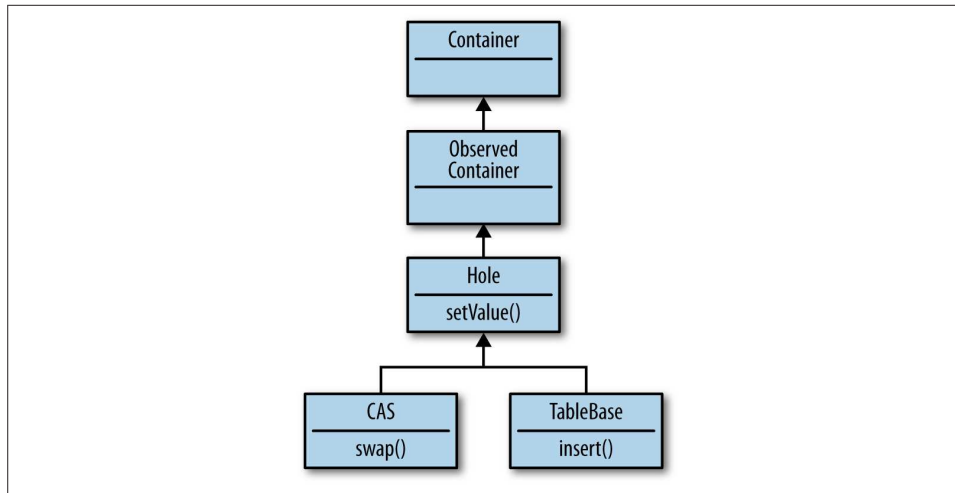 Container
Observed
Container
Hole
setValue()
CAS
swap()
TableBase
insert()